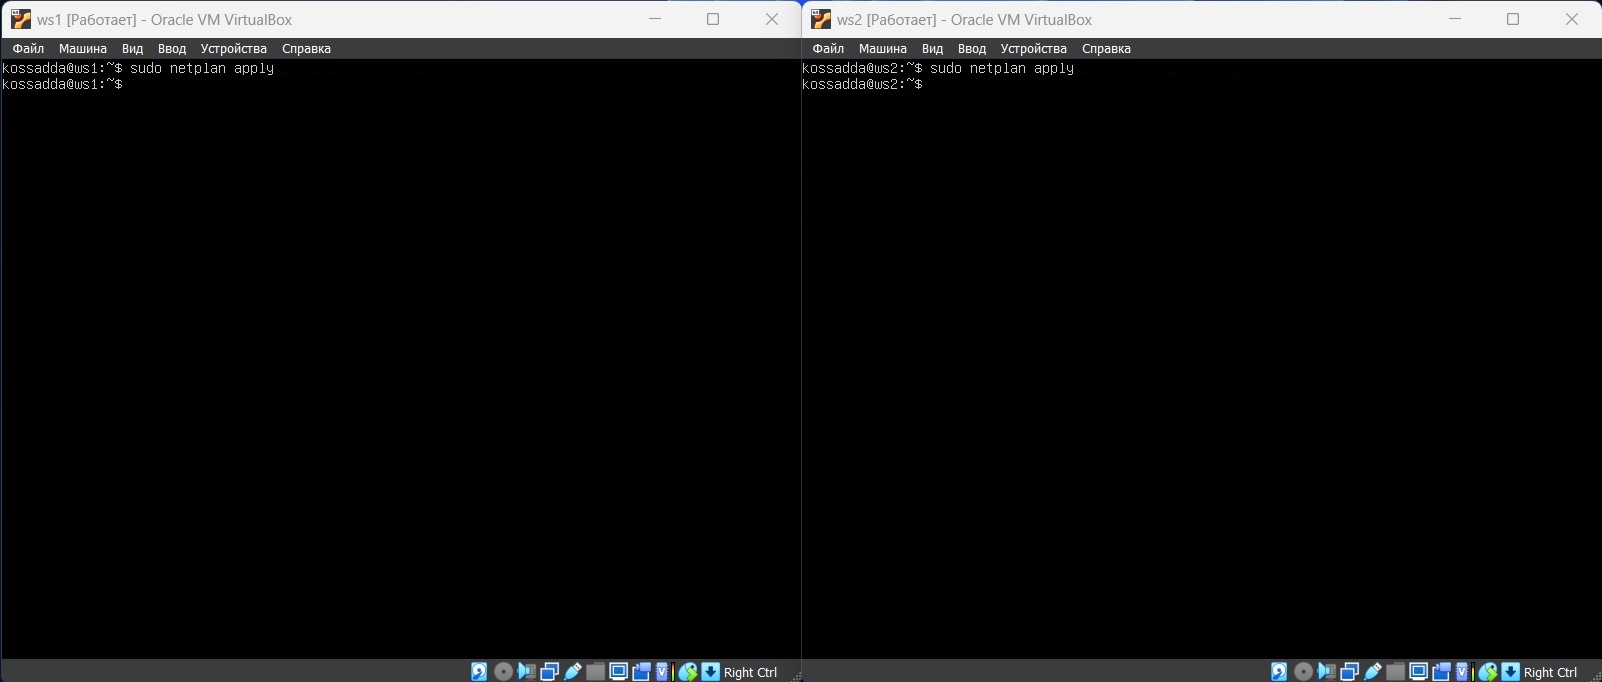 ws1 [Работает] - Oracle VM VirtualBox
Файл Машина Вид Ввод Устройства Справка
kossadda@ws1:~$ sudo netplan apply
kossadda@ws1:~$
Right Ctrl
ws2 [Работает] - Oracle VM VirtualBox
Файл Машина Вид Ввод Устройства Справка
kossadda@ws2:~$ sudo netplan apply
kossadda@ws2:~$
Right Ctrl